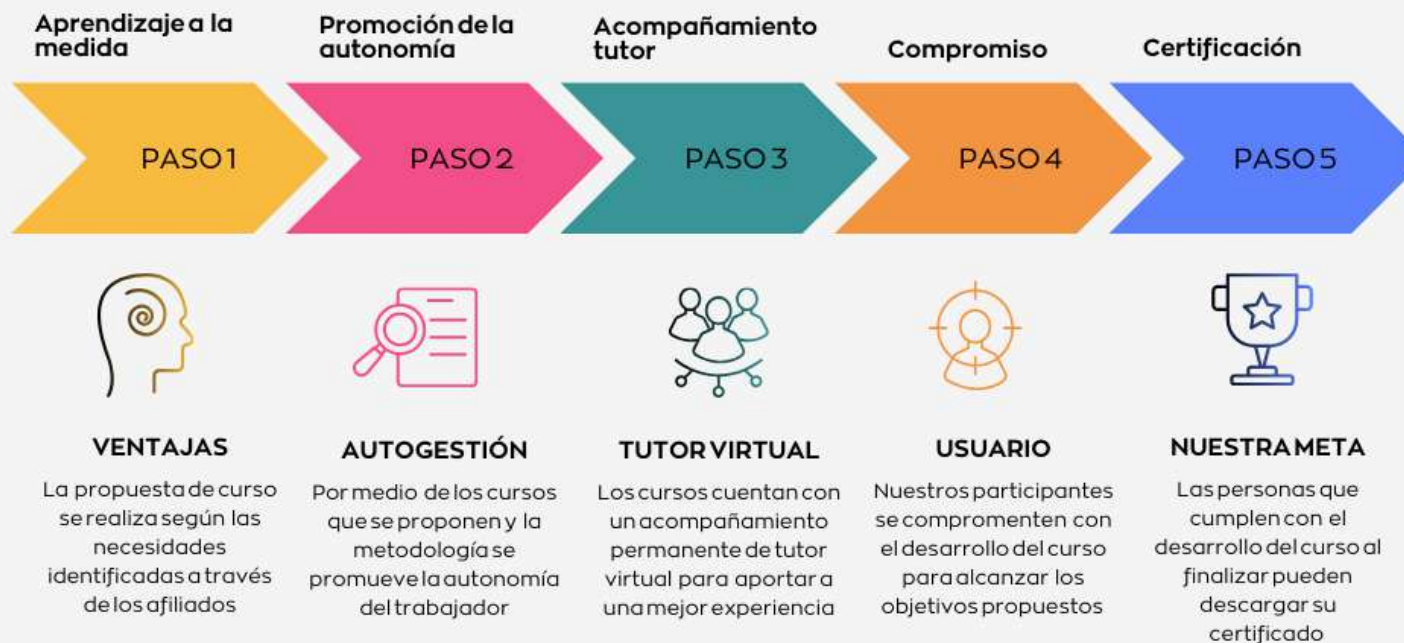 Aprendizaje a la
medida
Promoción de la
autonomía
Acompañamiento
tutor
Compromiso
Certificación
PASO 1
PASO 2
PASO 3
PASO 4
PASO 5
VENTAJAS
La propuesta de curso
se realiza según las
necesidades
identificadas a través
de los afiliados
AUTOGESTIÓN
Por medio de los cursos
que se proponen y la
metodología se
promueve la autonomía
del trabajador
TUTOR VIRTUAL
Los cursos cuentan con
un acompañamiento
permanente de tutor
virtual para aportar a
una mejor experiencia
USUARIO
Nuestros participantes
se compromenten con
el desarrollo del curso
para alcanzar los
objetivos propuestos
NUESTRA META
Las personas que
cumplen con el
desarrollo del curso al
finalizar pueden
descargar su
certificado